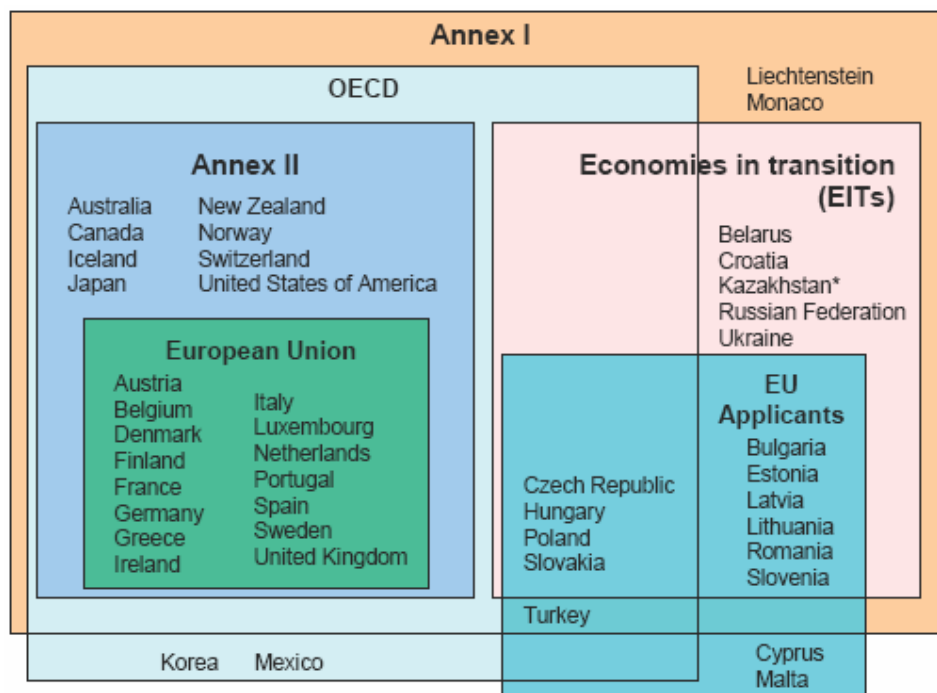 Annex I
OECD
Liechtenstein
Monaco
Annex II
Australia
Canada
Iceland
Japan
New Zealand
Norway
Switzerland
United States of America
European Union
Austria
Belgium
Denmark
Finland
France
Germany
Greece
Ireland
Italy
Luxembourg
Netherlands
Portugal
Spain
Sweden
United Kingdom
Economies in transition
(EITs)
Belarus
Croatia
Kazakhstan*
Russian Federation
Ukraine
EU
Applicants
Bulgaria
Estonia
Latvia
Lithuania
Romania
Slovenia
Czech Republic
Hungary
Poland
Slovakia
Turkey
Korea
Mexico
Cyprus
Malta